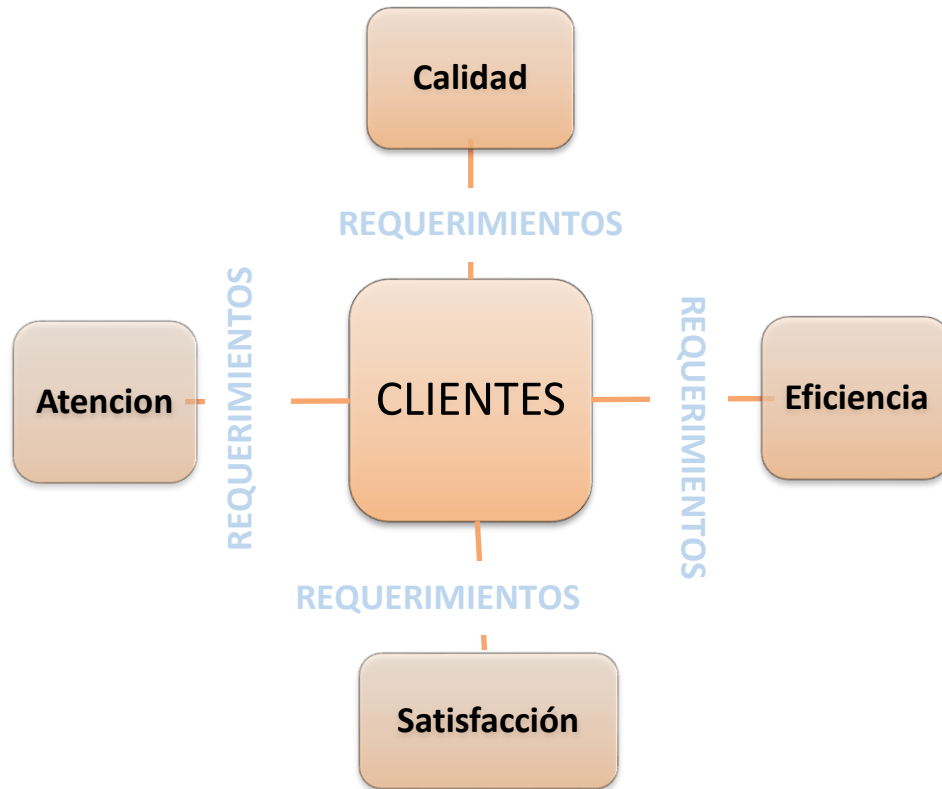 Calidad
REQUERIMIENTOS
REQUERIMIENTOS
Atencion
CLIENTES
REQUERIMIENTOS
Eficiencia
REQUERIMIENTOS
Satisfacción